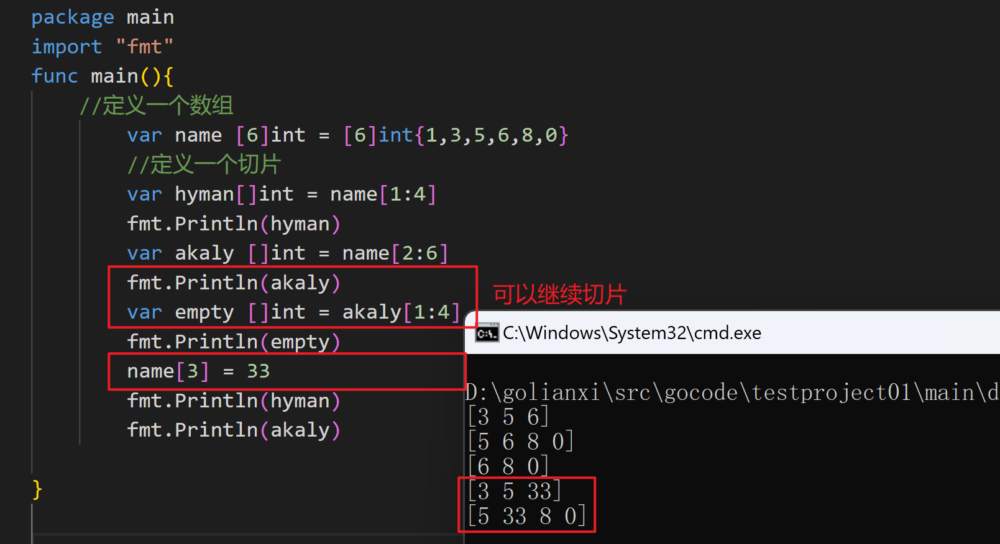 package main
import "fmt"
func main(){
//定义一个数组
var name [6]int = [6]int{1,3,5,6,8,0}
//定义一个切片
var hyman[]int = name[1:4]
fmt.Println(hyman)
var akaly []int = name[2:6]
fmt.Println(akaly)
可以继续切片
var empty []int = akaly[1:4]
fmt.Println(empty)
name[3] = 33
fmt.Println(hyman)
fmt.Println(akaly)
}
C:\Windows\System32\cmd.exe
D:\golianxi\src\gocode\testproject01\main\d
[3 5 6]
[5 6 8 0]
[6 8 0]
[3 5 33]
[5 33 8 0]